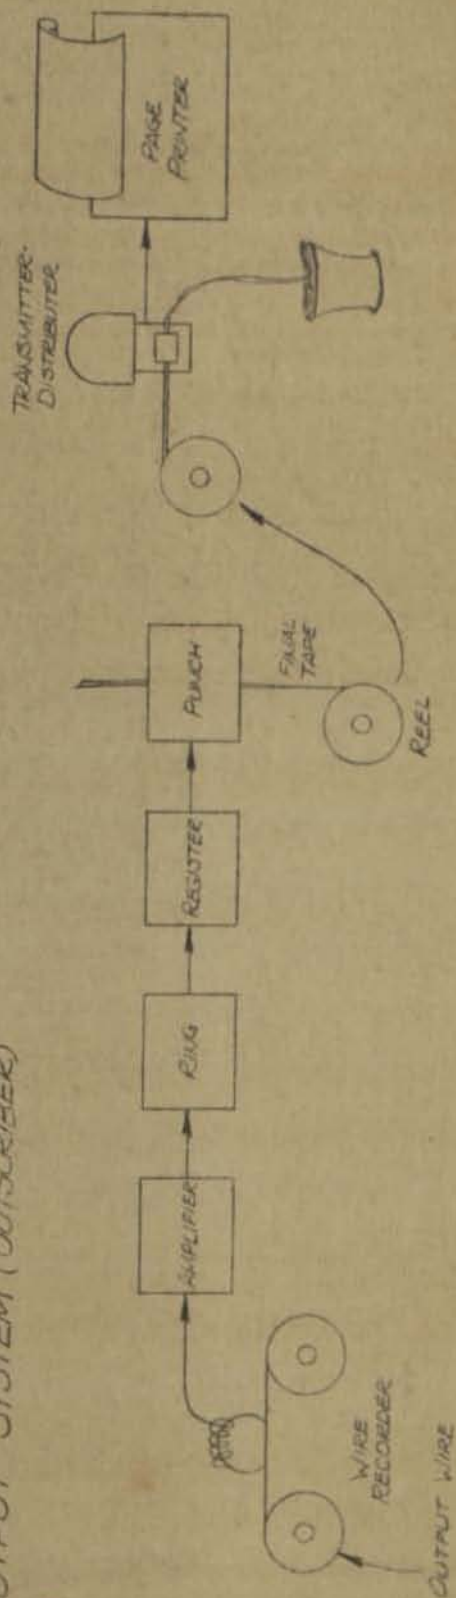 OUTPUT SYSTEM (OUTSCRIBER)
OUTPUT WIRE
WIRE
RECORDER
AMPLIFIER
RING
REGISTER
PUNCH
FINAL
TAPE
REEL
TRANSMITTER-
DISTRIBUTER
PAGE
PRINTER